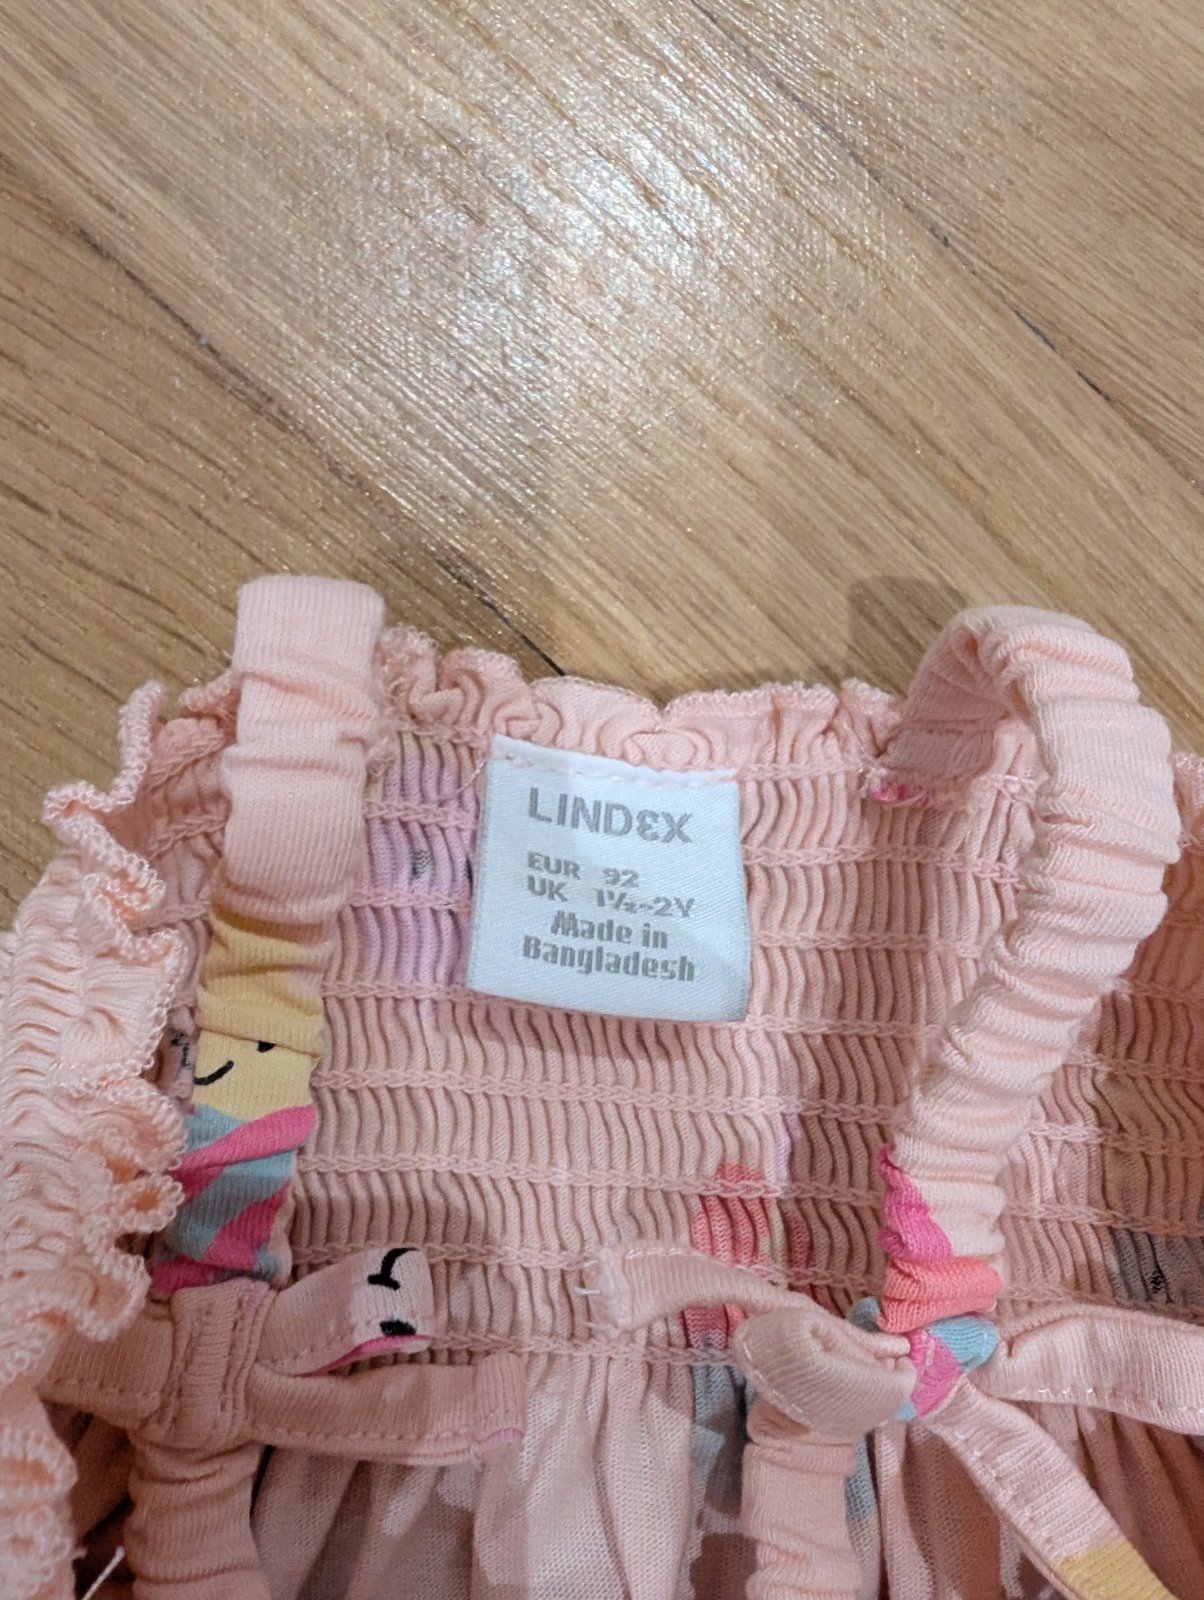 LINDEX
EUR 92
UK 1½-2Y
Made in
Bangladesh